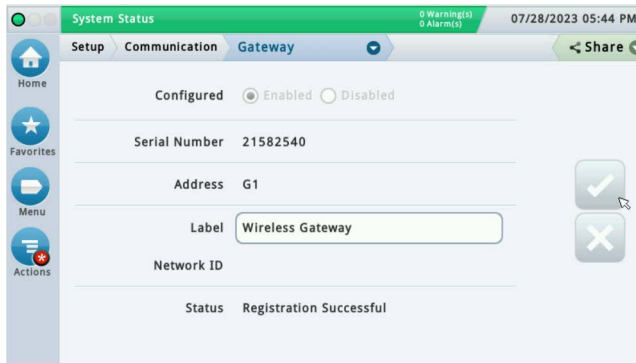 System Status
0 Warning(s)
0 Alarm(s)
07/28/2023 05:44 PM
Setup Communication Gateway
Share
Home
Favorites
Menu
Actions
Configured Enabled Disabled
Serial Number 21582540
Address G1
Label Wireless Gateway
Network ID
Status Registration Successful